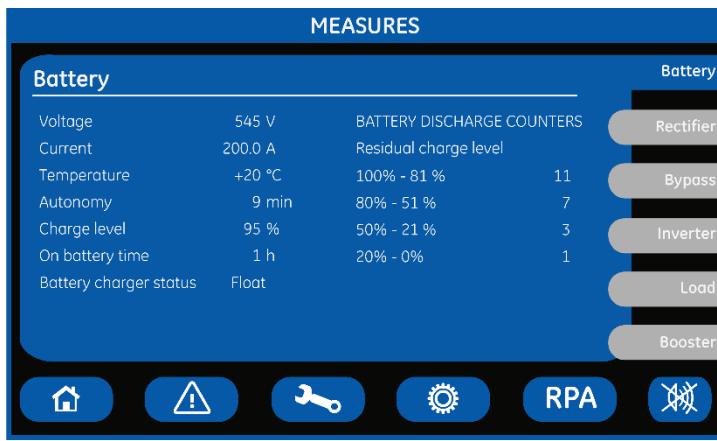 MEASURES
Battery
Voltage 545 V
Current 200.0 A
Temperature +20 °C
Autonomy 9 min
Charge level 95 %
On battery time 1 h
Battery charger status Float
BATTERY DISCHARGE COUNTERS
Residual charge level
100% - 81 % 11
80% - 51 % 7
50% - 21 % 3
20% - 0% 1
Battery
Rectifier
Bypass
Inverter
Load
Booster
RPA